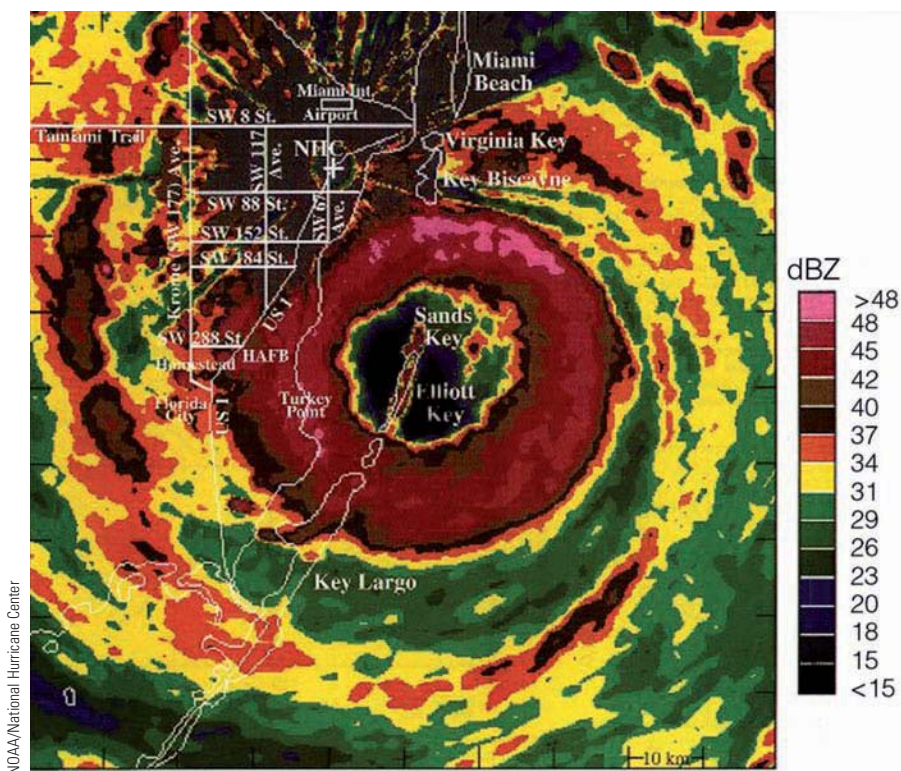 Miami
Beach
Miami Int.
Airport
SW 8 St.
Tamiami Trail
Virginia Key
NHC
Key Biscayne
Krome (SW 177) Ave.
SW 117
Ave.
SW 67
Ave.
SW 88 St.
SW 152 St.
SW 184 St.
US 1
SW 288 St.
HAFB
Homestead
Florida
City
US 1
Turkey
Point
Sands
Key
Elliott
Key
Key Largo
10 km
dBZ
>48
48
45
42
40
37
34
31
29
26
23
20
18
15
<15
NOAA/National Hurricane Center